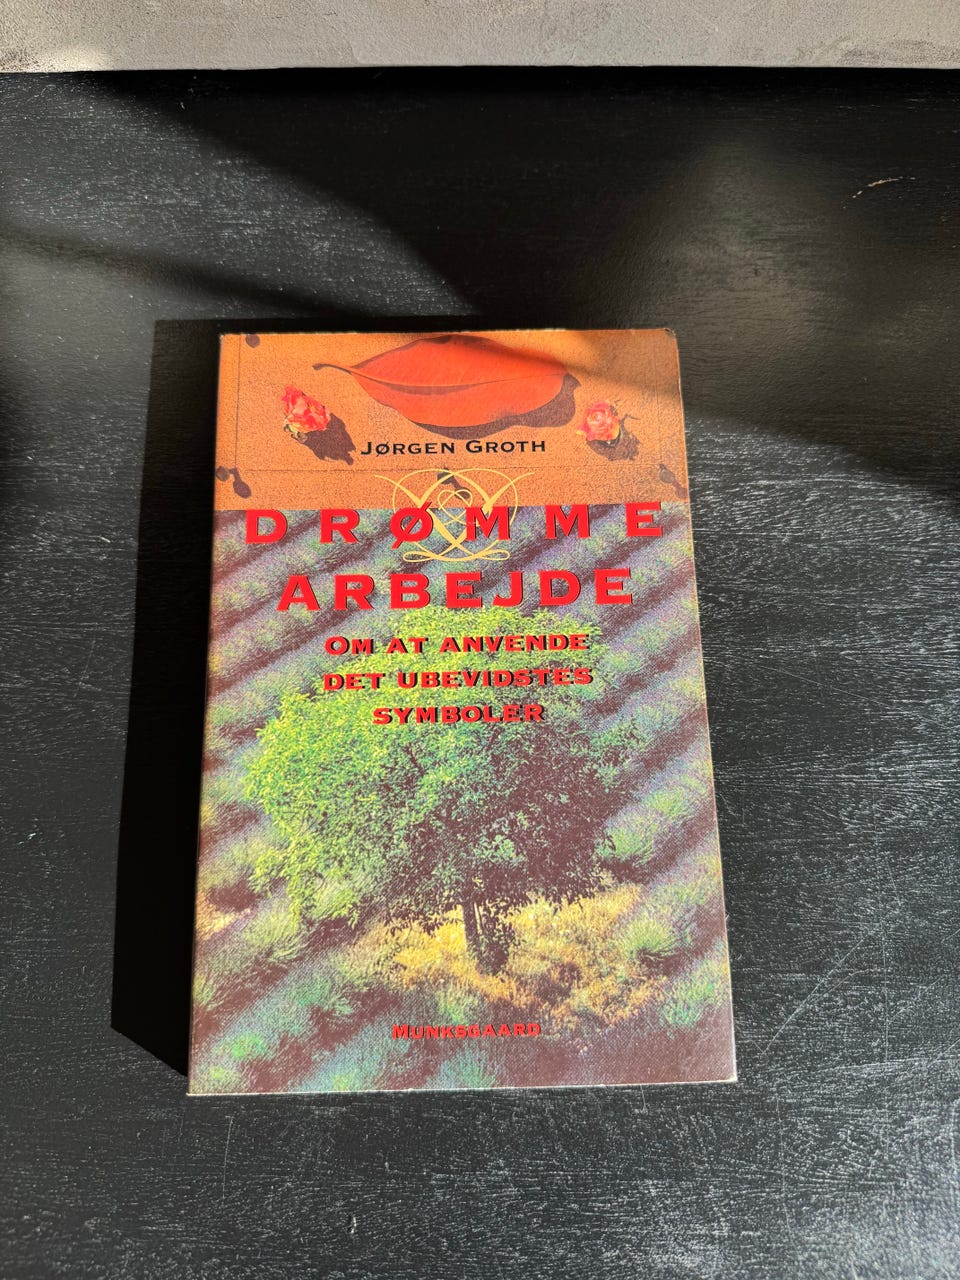 JØRGEN GROTH
DRØMME
ARBEJDE
OM AT ANVENDE
DET UBEVIDSTES
SYMBOLER
MUNKSGAARD